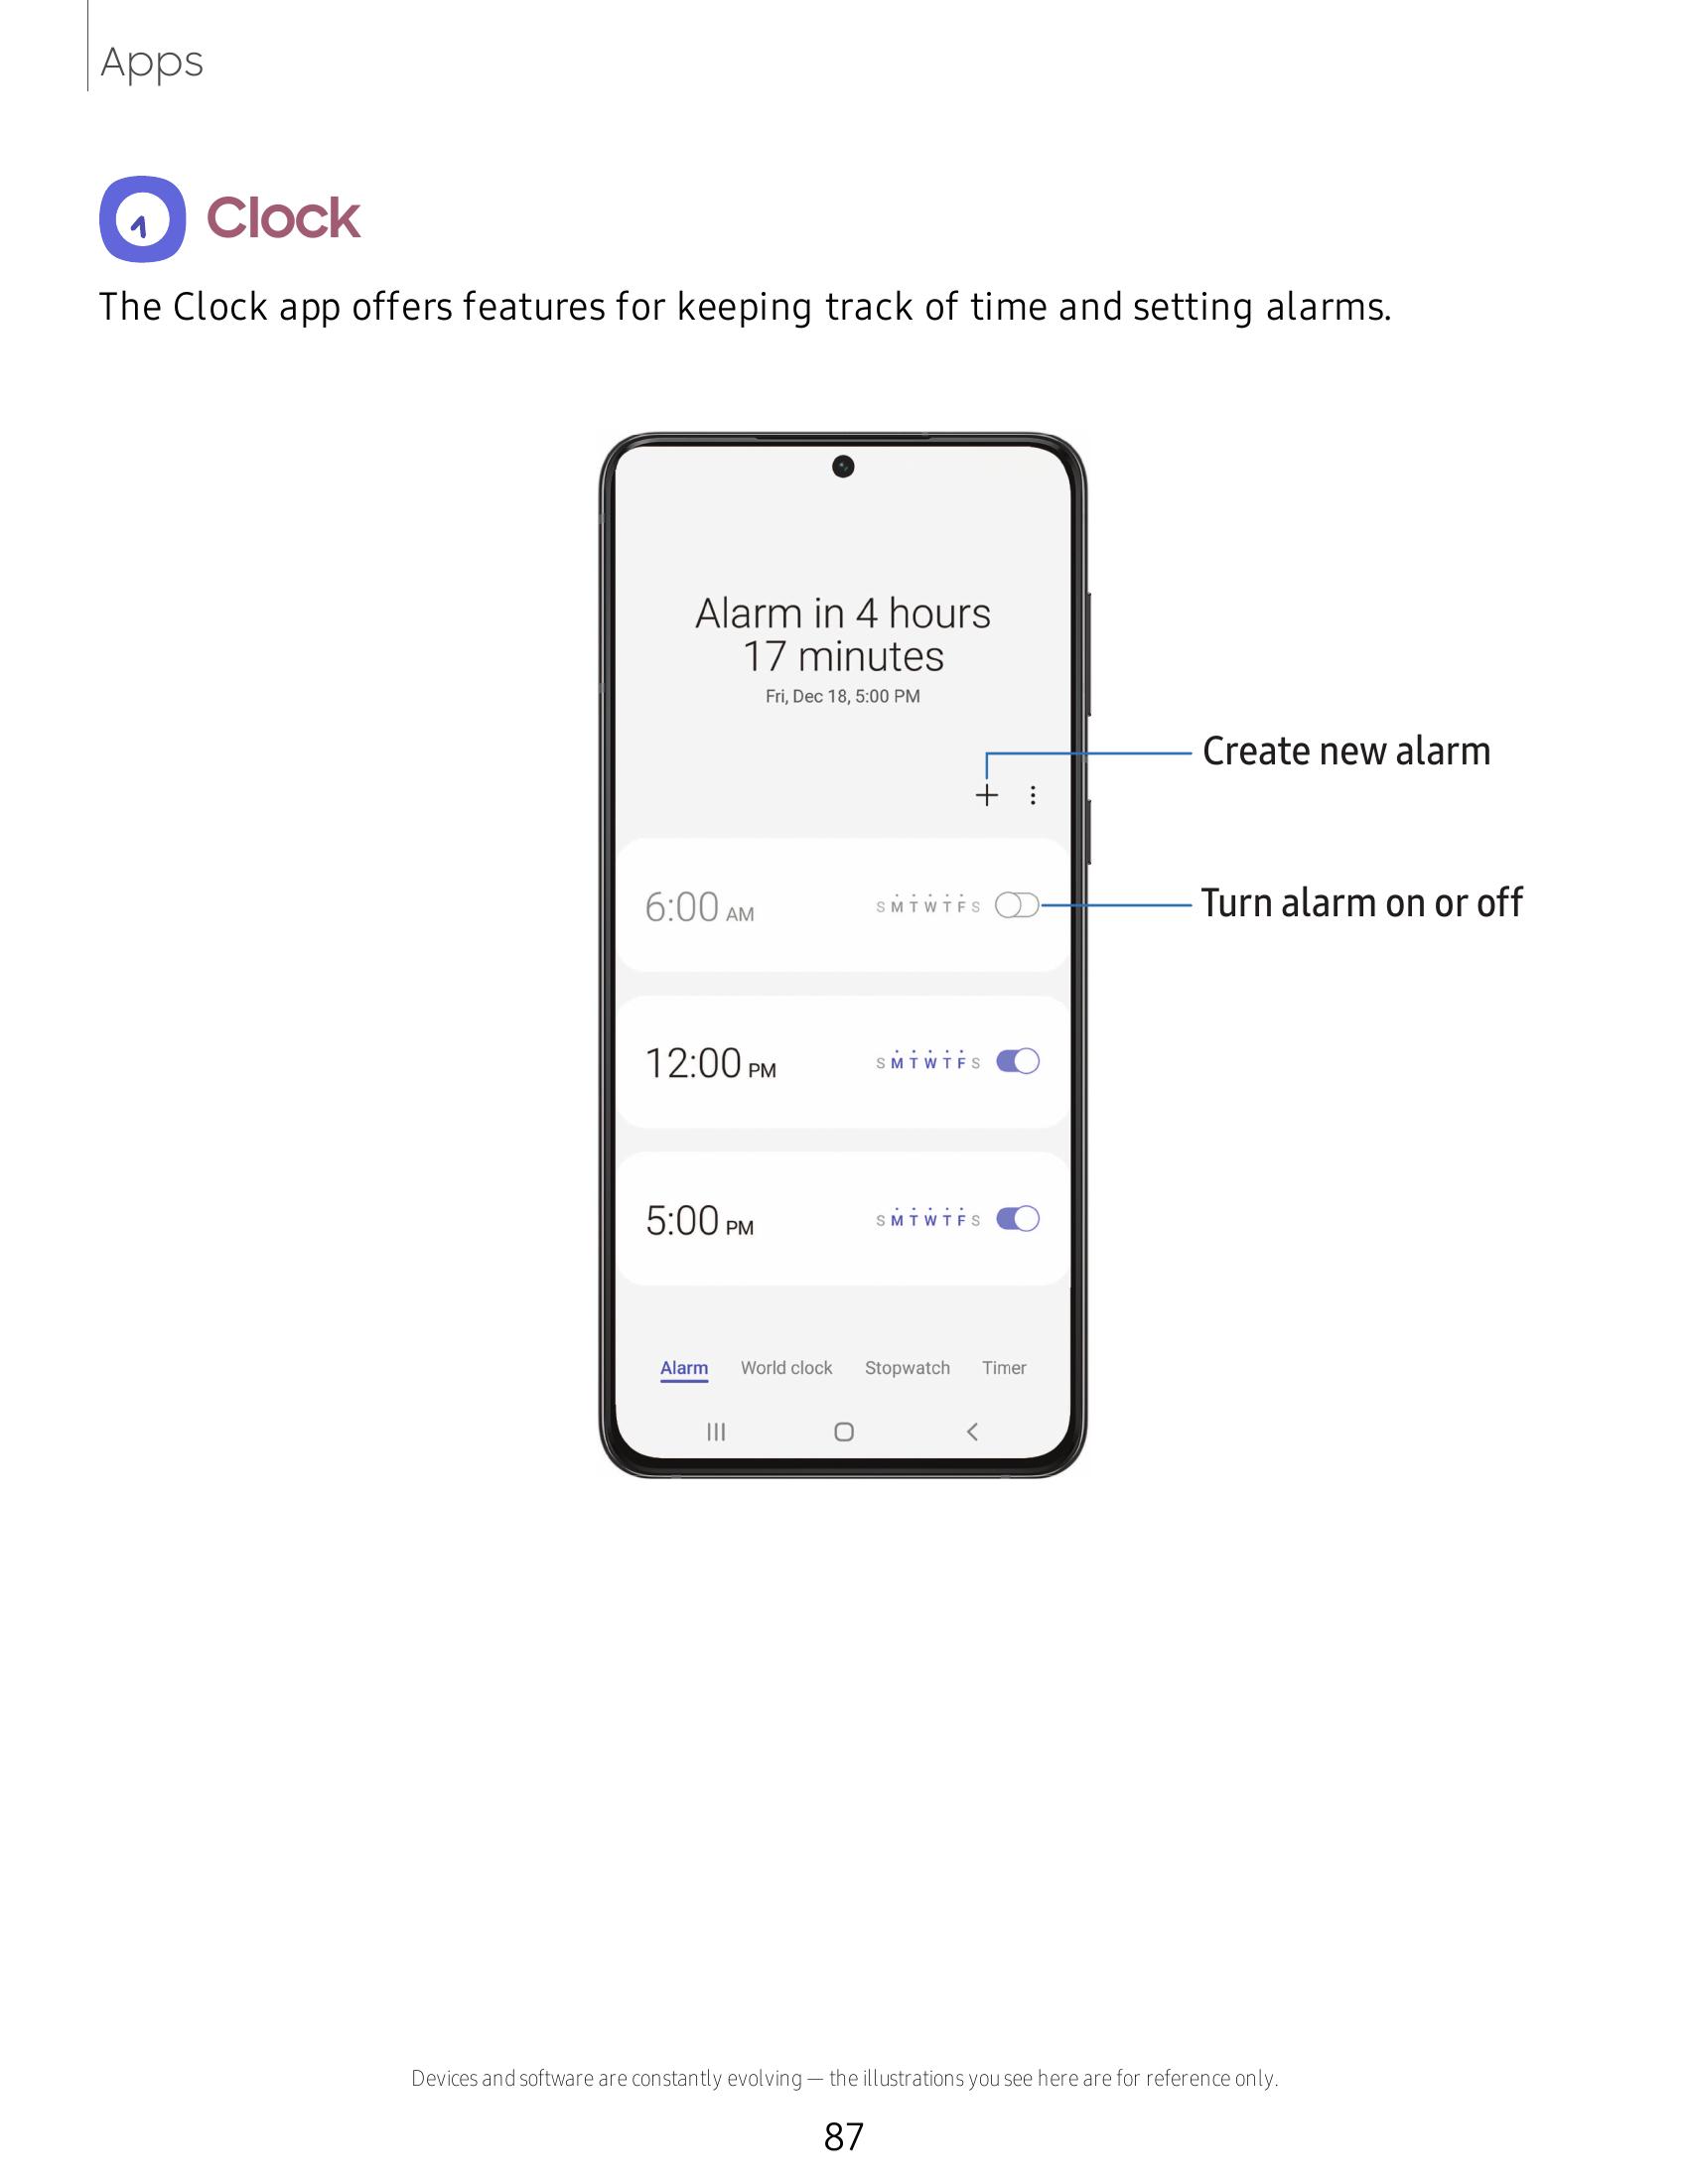 Apps
Clock
The Clock app offers features for keeping track of time and setting alarms.
Alarm in 4 hours
17 minutes
Fri, Dec 18, 5:00 PM
Create new alarm
6:00 AM S M T W T F S
Turn alarm on or off
12:00 PM S M T W T F S
5:00 PM S M T W T F S
Alarm World clock Stopwatch Timer
Devices and software are constantly evolving — the illustrations you see here are for reference only.
87